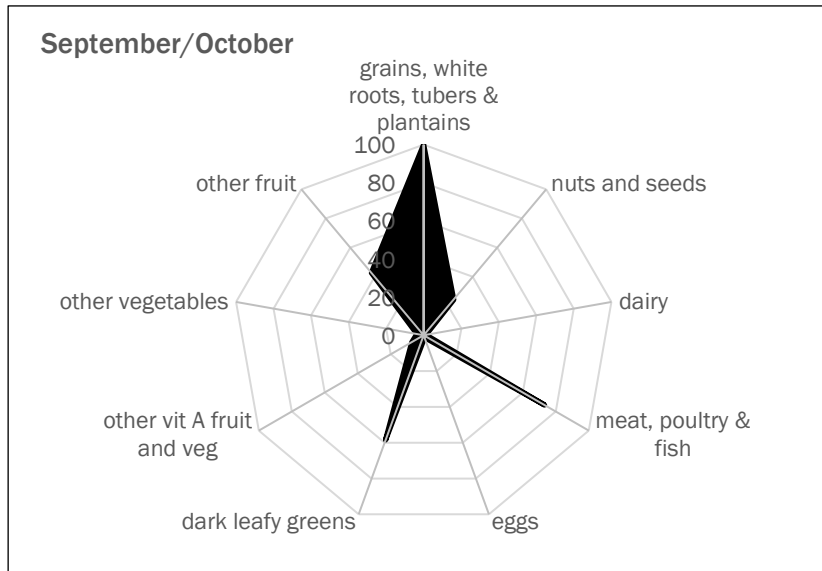 September/October
grains, white
roots, tubers &
plantains
100
80
60
40
20
0
nuts and seeds
dairy
meat, poultry &
fish
eggs
dark leafy greens
other vit A fruit
and veg
other vegetables
other fruit